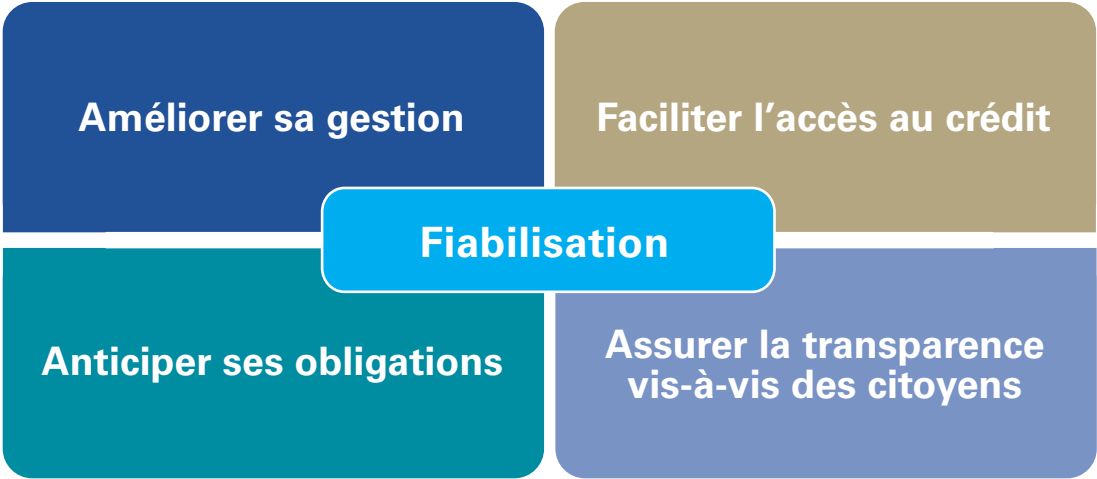 Améliorer sa gestion
Faciliter l’accès au crédit
Fiabilisation
Anticiper ses obligations
Assurer la transparence
vis-à-vis des citoyens